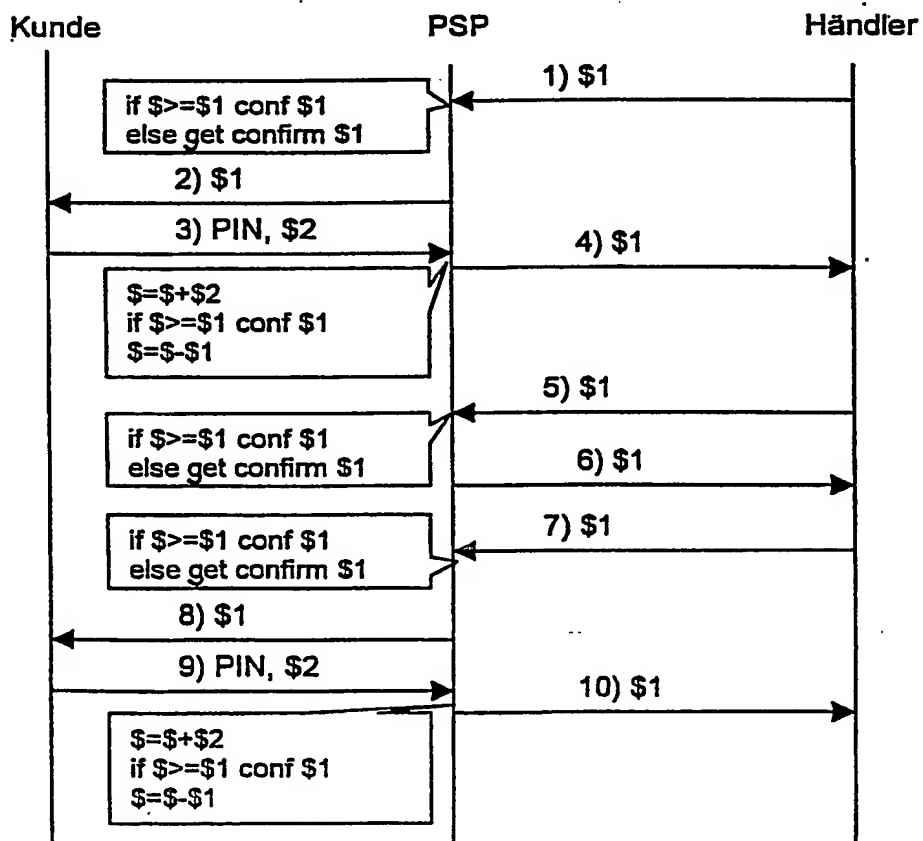 Kunde PSP Händler
1) $1
if $>=$1 conf $1
else get confirm $1
2) $1
3) PIN, $2
4) $1
$=$+$2
if $>=$1 conf $1
$=$-$1
5) $1
if $>=$1 conf $1
else get confirm $1
6) $1
7) $1
if $>=$1 conf $1
else get confirm $1
8) $1
9) PIN, $2
10) $1
$=$+$2
if $>=$1 conf $1
$=$-$1